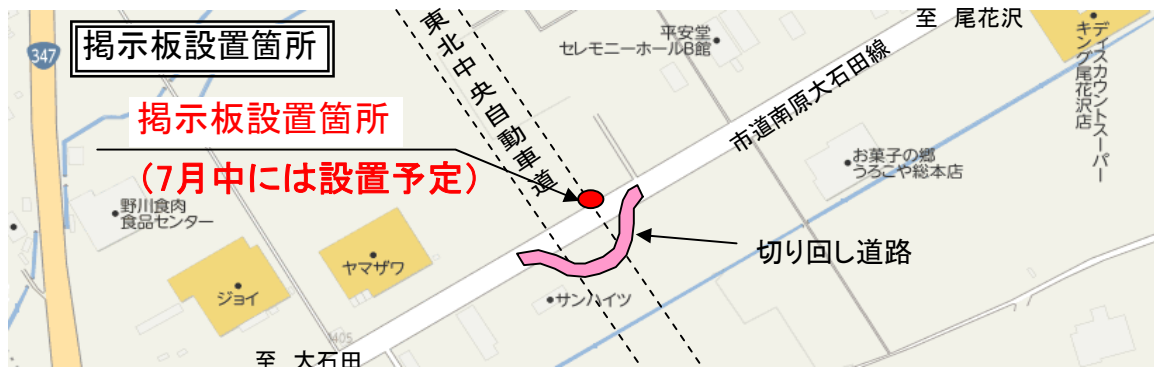 掲示板設置箇所
347
掲示板設置箇所
(7月中には設置予定)
東北中央自動車道
平安堂
セレモニーホールB館
至 尾花沢
ディスカウントスーパー
キング尾花沢店
市道南原大石田線
お菓子の郷
うろこや総本店
野川食肉
食品センター
ヤマザワ
ジョイ
サンハイツ
切り回し道路
1405
至 大石田